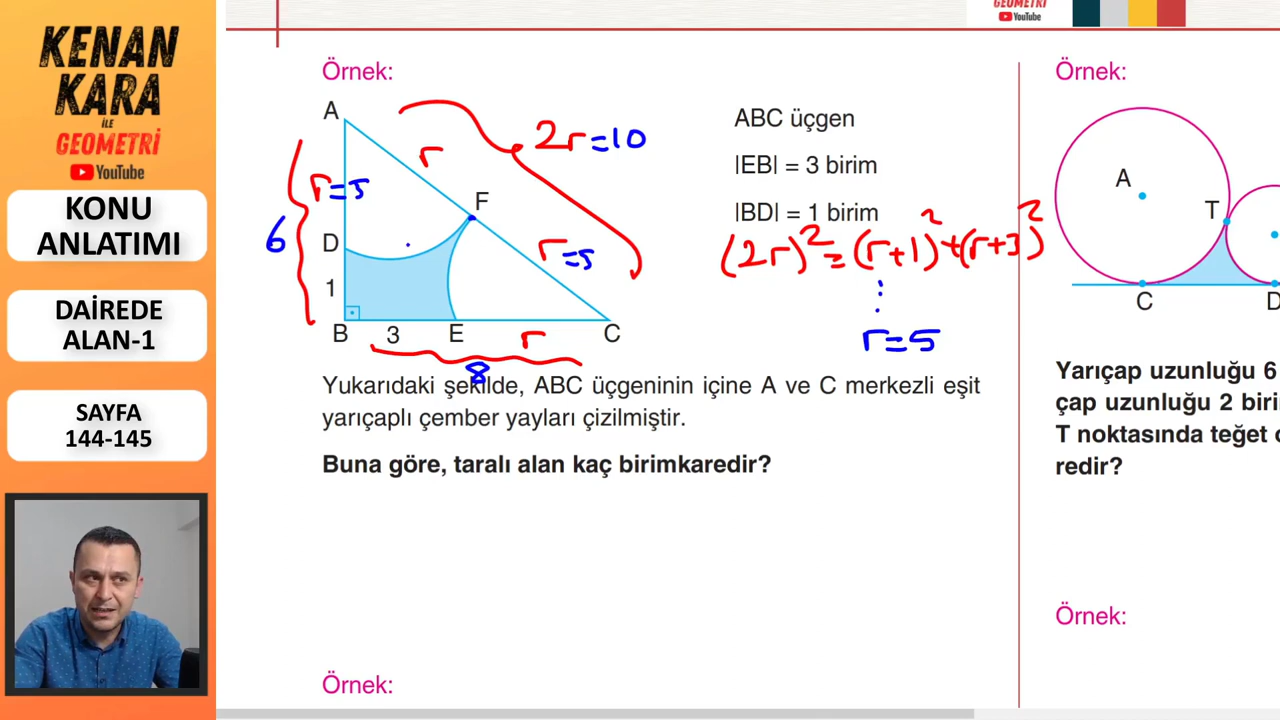 KENAN
KARA
İLE
GEOMETRİ
YouTube
KONU
ANLATIMI
DAİREDE
ALAN-1
SAYFA
144-145
GEOMETRİ
YouTube
Örnek:
A
r
2r=10
r=5
F
6
D
r=5
1
B
3
E
r
C
8
ABC üçgen
|EB| = 3 birim
|BD| = 1 birim
(2r)²=(r+1)²+(r+3)²
r=5
Yukarıdaki şekilde, ABC üçgeninin içine A ve C merkezli eşit
yarıçaplı çember yayları çizilmiştir.
Buna göre, taralı alan kaç birimkaredir?
Örnek:
Örnek:
A
T
C
D
Yarıçap uzunluğu 6
çap uzunluğu 2 biri
T noktasında teğet
redir?
Örnek: